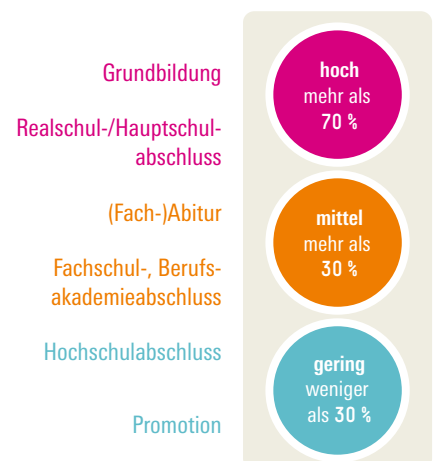 Grundbildung
Realschul-/Hauptschul-
abschluss
hoch
mehr als
70 %
(Fach-)Abitur
Fachschul-, Berufs-
akademieabschluss
mittel
mehr als
30 %
Hochschulabschluss
Promotion
gering
weniger
als 30 %